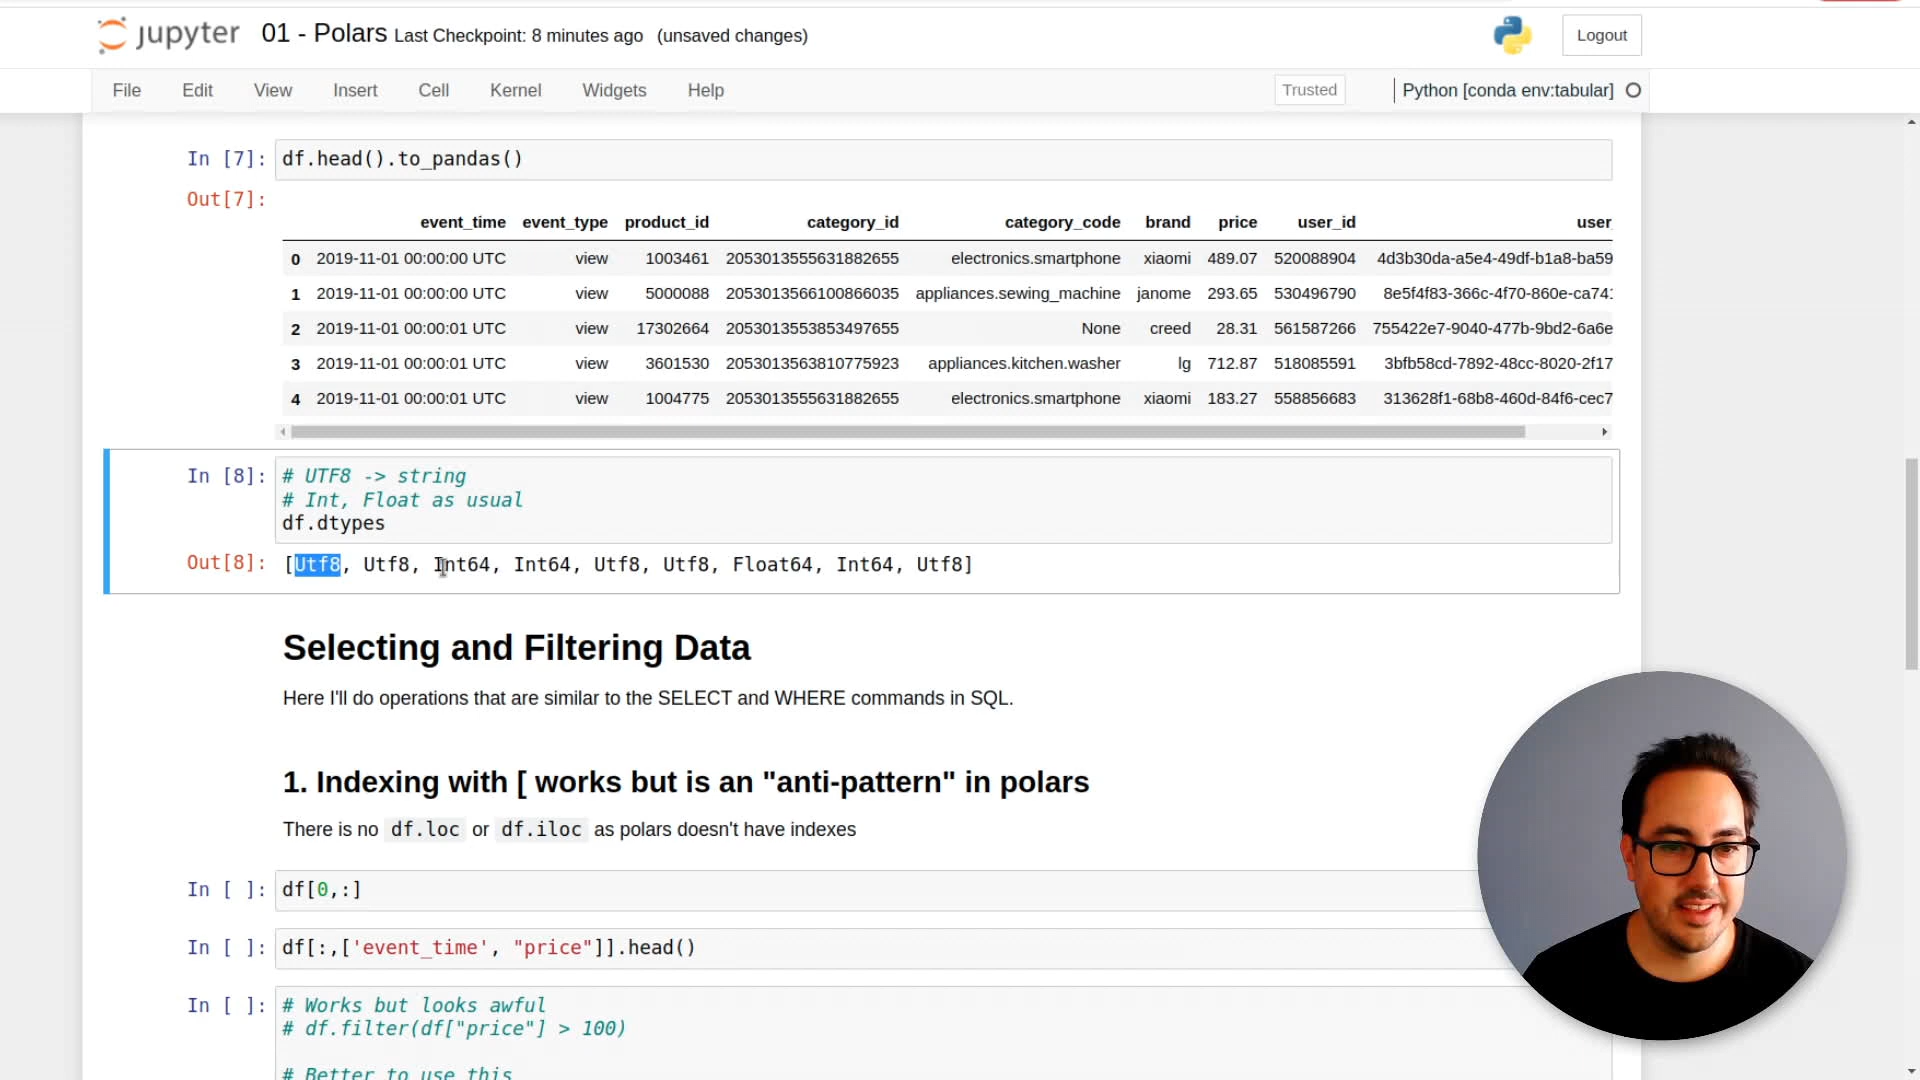 jupyter 01 - Polars Last Checkpoint: 8 minutes ago (unsaved changes) Logout
File Edit View Insert Cell Kernel Widgets Help Trusted Python [conda env:tabular]
In [7]: df.head().to_pandas()
Out[7]:
event_time event_type product_id category_id category_code brand price user_id user_
0 2019-11-01 00:00:00 UTC view 1003461 2053013555631882655 electronics.smartphone xiaomi 489.07 520088904 4d3b30da-a5e4-49df-b1a8-ba59
1 2019-11-01 00:00:00 UTC view 5000088 2053013566100866035 appliances.sewing_machine janome 293.65 530496790 8e5f4f83-366c-4f70-860e-ca741
2 2019-11-01 00:00:01 UTC view 17302664 2053013553853497655 None creed 28.31 561587266 755422e7-9040-477b-9bd2-6a6e
3 2019-11-01 00:00:01 UTC view 3601530 2053013563810775923 appliances.kitchen.washer lg 712.87 518085591 3bfb58cd-7892-48cc-8020-2f17
4 2019-11-01 00:00:01 UTC view 1004775 2053013555631882655 electronics.smartphone xiaomi 183.27 558856683 313628f1-68b8-460d-84f6-cec7
In [8]: # UTF8 -> string
# Int, Float as usual
df.dtypes
Out[8]: [Utf8, Utf8, Int64, Int64, Utf8, Utf8, Float64, Int64, Utf8]
Selecting and Filtering Data
Here I'll do operations that are similar to the SELECT and WHERE commands in SQL.
1. Indexing with [ works but is an "anti-pattern" in polars
There is no df.loc or df.iloc as polars doesn't have indexes
In [ ]: df[0,:]
In [ ]: df[:,['event_time', "price"]].head()
In [ ]: # Works but looks awful
# df.filter(df["price"] > 100)
# Better to use this